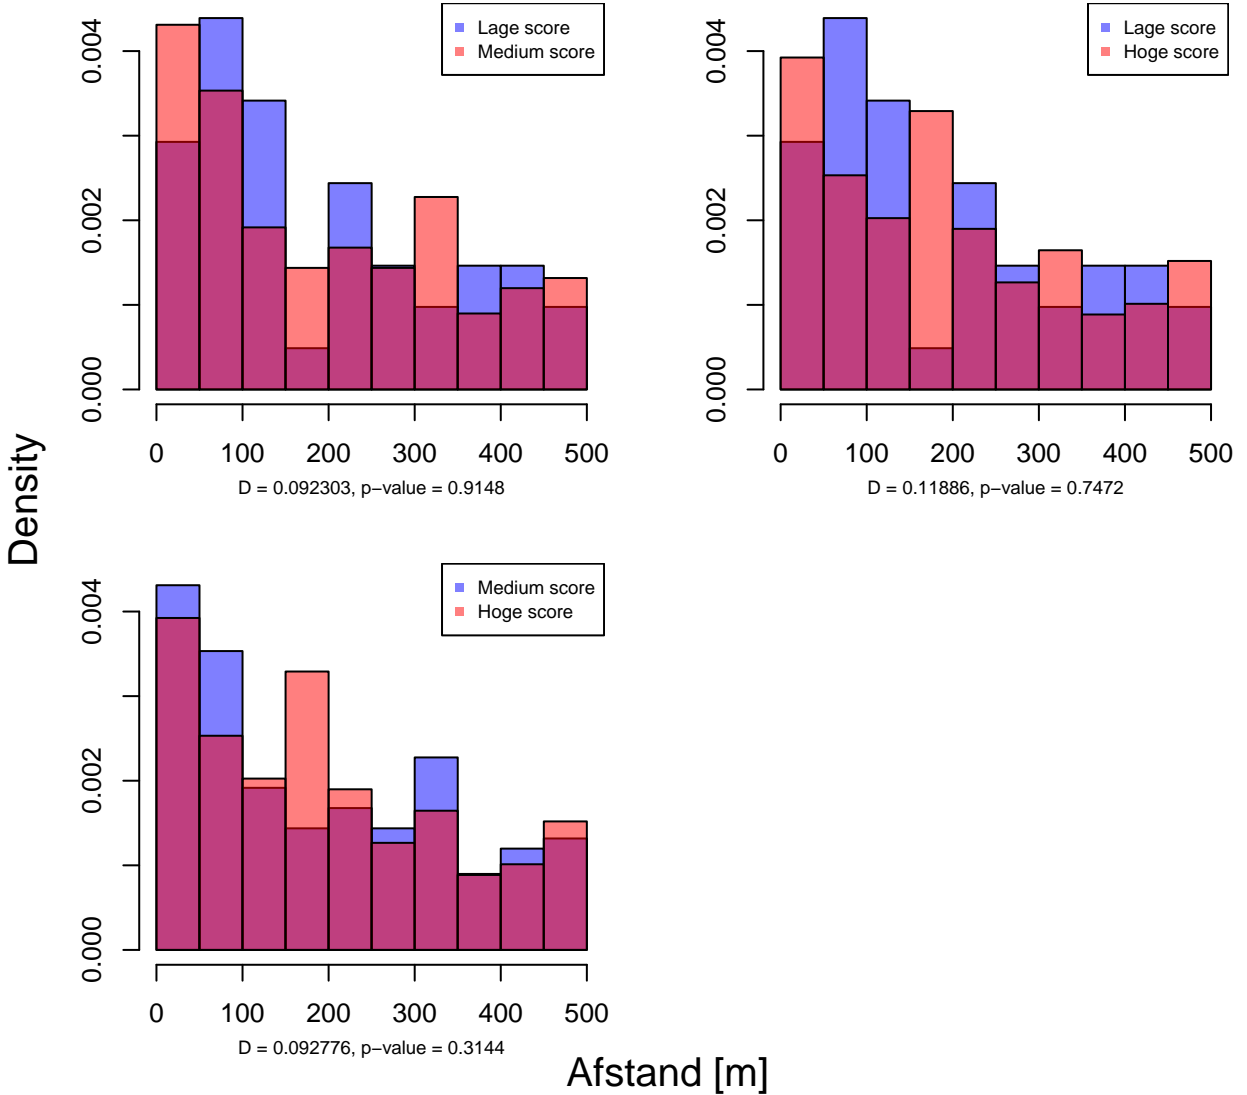 Lage score
Medium score
0.000
0.002
0.004
0 100 200 300 400 500
D = 0.092303, p−value = 0.9148
Lage score
Hoge score
0.000
0.002
0.004
0 100 200 300 400 500
D = 0.11886, p−value = 0.7472
Density
Medium score
Hoge score
0.000
0.002
0.004
0 100 200 300 400 500
D = 0.092776, p−value = 0.3144
Afstand [m]